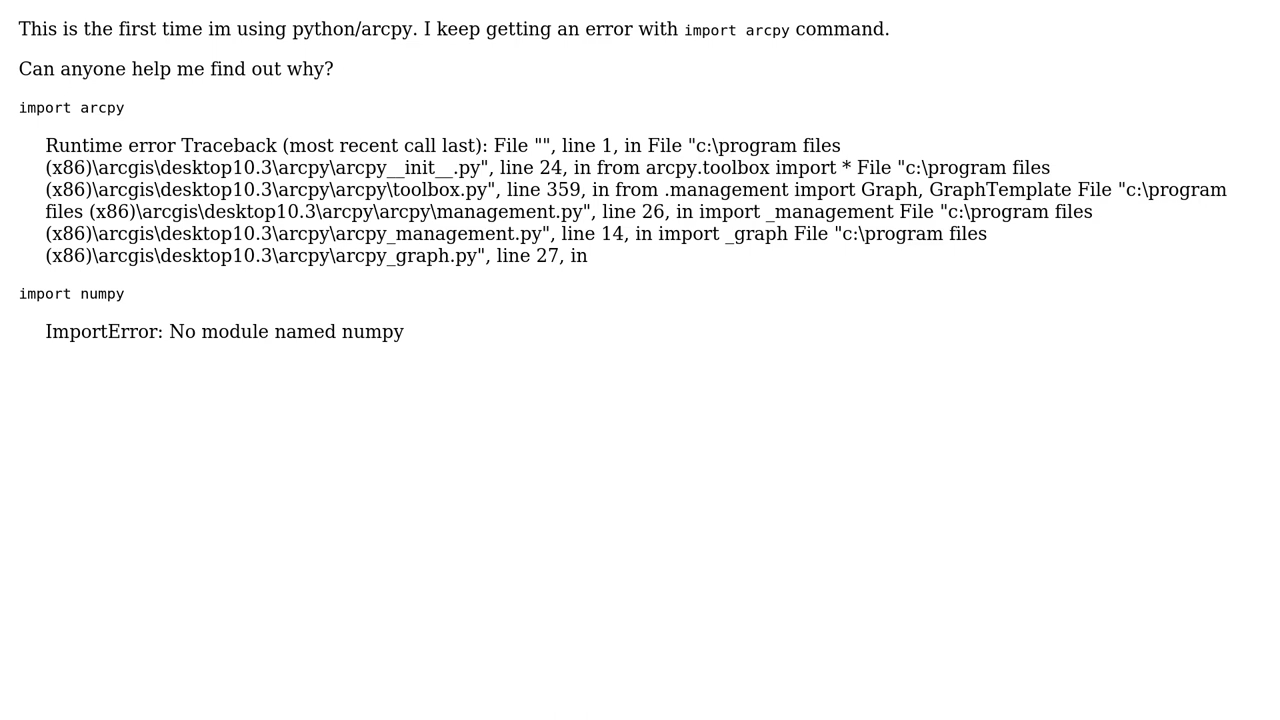 This is the first time im using python/arcpy. I keep getting an error with import arcpy command.
Can anyone help me find out why?
import arcpy
Runtime error Traceback (most recent call last): File "", line 1, in File "c:\program files
(x86)\arcgis\desktop10.3\arcpy\arcpy__init__.py", line 24, in from arcpy.toolbox import * File "c:\program files
(x86)\arcgis\desktop10.3\arcpy\arcpy\toolbox.py", line 359, in from .management import Graph, GraphTemplate File "c:\program
files (x86)\arcgis\desktop10.3\arcpy\arcpy\management.py", line 26, in import _management File "c:\program files
(x86)\arcgis\desktop10.3\arcpy\arcpy_management.py", line 14, in import _graph File "c:\program files
(x86)\arcgis\desktop10.3\arcpy\arcpy_graph.py", line 27, in
import numpy
ImportError: No module named numpy